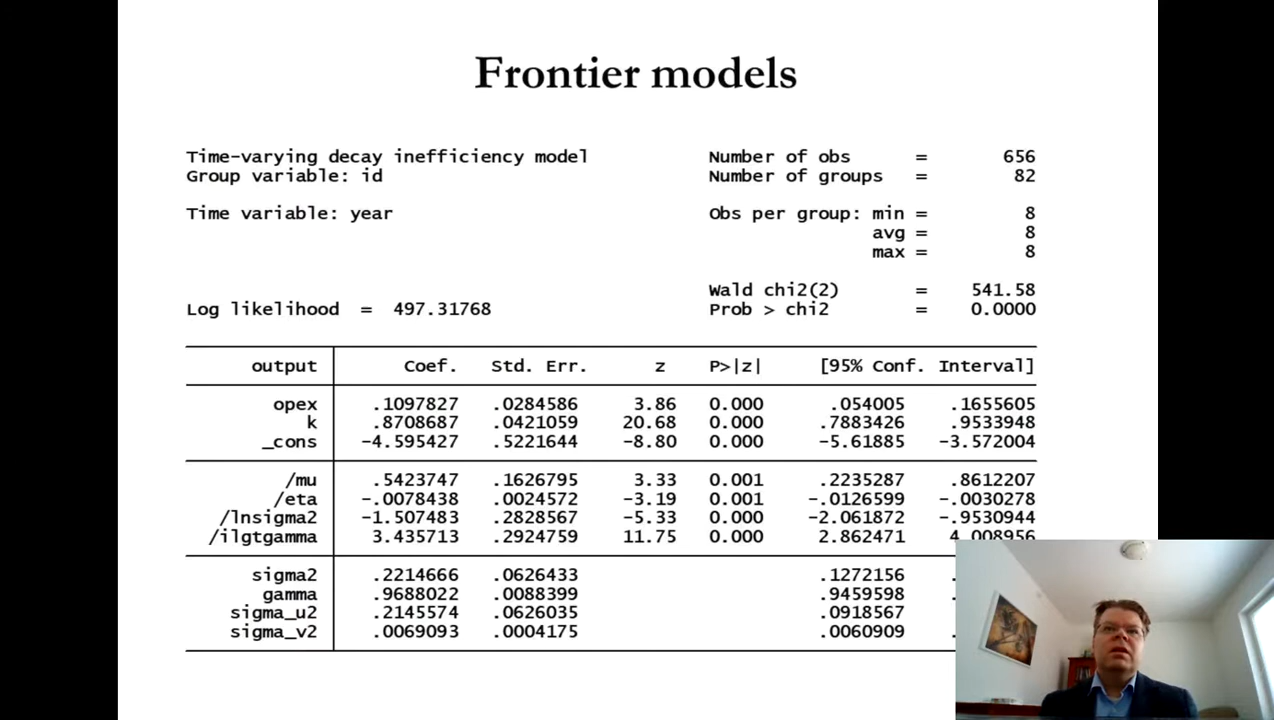 Frontier models
Time-varying decay inefficiency model Number of obs = 656
Group variable: id Number of groups = 82
Time variable: year Obs per group: min = 8
avg = 8
max = 8
Wald chi2(2) = 541.58
Log likelihood = 497.31768 Prob > chi2 = 0.0000
output Coef. Std. Err. z P>|z| [95% Conf. Interval]
opex .1097827 .0284586 3.86 0.000 .054005 .1655605
k .8708687 .0421059 20.68 0.000 .7883426 .9533948
_cons -4.595427 .5221644 -8.80 0.000 -5.61885 -3.572004
/mu .5423747 .1626795 3.33 0.001 .2235287 .8612207
/eta -.0078438 .0024572 -3.19 0.001 -.0126599 -.0030278
/lnsigma2 -1.507483 .2828567 -5.33 0.000 -2.061872 -.9530944
/ilgtgamma 3.435713 .2924759 11.75 0.000 2.862471 4.008956
sigma2 .2214666 .0626433 .1272156
gamma .9688022 .0088399 .9459598
sigma_u2 .2145574 .0626035 .0918567
sigma_v2 .0069093 .0004175 .0060909